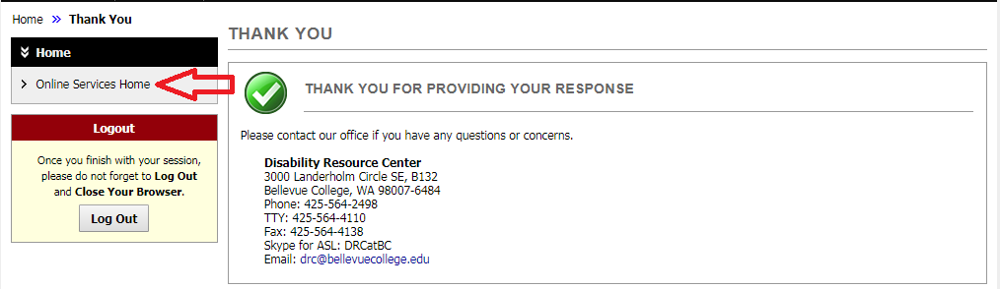 Home » Thank You
Home
Online Services Home
Logout
Once you finish with your session,
please do not forget to Log Out
and Close Your Browser.
Log Out
THANK YOU
THANK YOU FOR PROVIDING YOUR RESPONSE
Please contact our office if you have any questions or concerns.
Disability Resource Center
3000 Landerholm Circle SE, B132
Bellevue College, WA 98007-6484
Phone: 425-564-2498
TTY: 425-564-4110
Fax: 425-564-4138
Skype for ASL: DRCatBC
Email: drc@bellevuecollege.edu